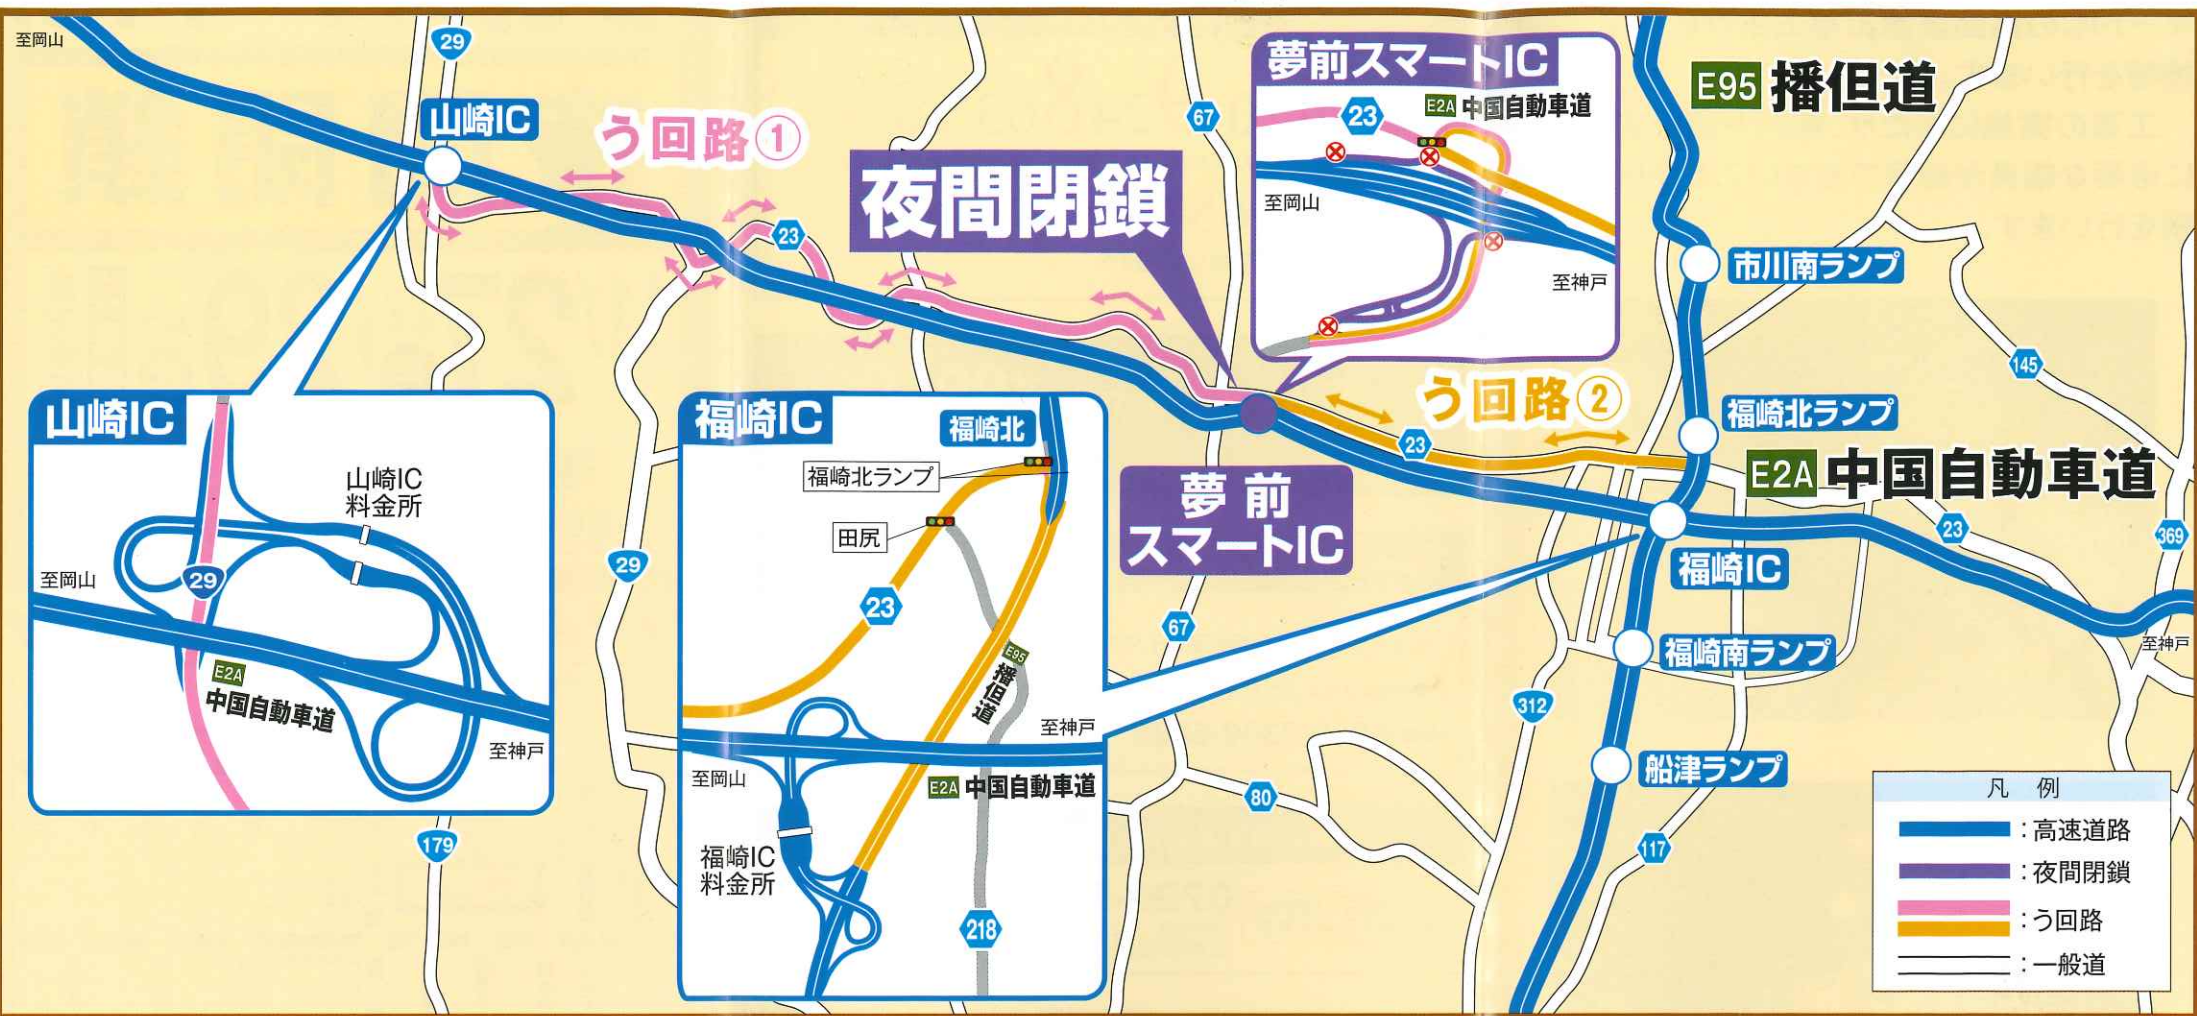 至岡山
29
山崎IC
う回路①
23
夜間閉鎖
67
夢前スマートIC
23
E2A 中国自動車道
至岡山
至神戸
E95 播但道
市川南ランプ
145
福崎北ランプ
う回路②
23
E2A 中国自動車道
23
369
夢前
スマートIC
福崎IC
至神戸
福崎南ランプ
312
船津ランプ
117
67
80
29
179
山崎IC
山崎IC
料金所
至岡山
29
E2A
中国自動車道
至神戸
福崎IC
福崎北
福崎北ランプ
田尻
23
E95
播但道
至神戸
至岡山
E2A 中国自動車道
福崎IC
料金所
218
凡 例
：高速道路
：夜間閉鎖
：う回路
：一般道